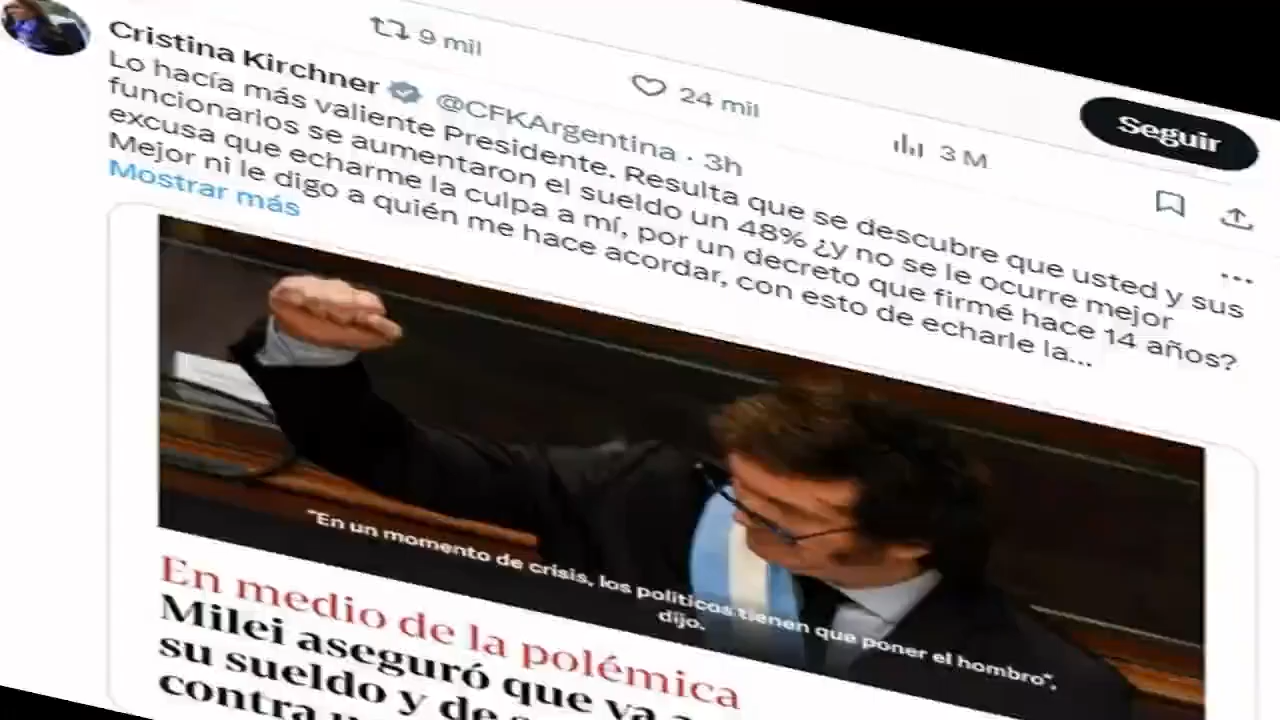 9 mil
24 mil
3 M
Seguir
Cristina Kirchner @CFKArgentina · 3h
Lo hacía más valiente Presidente. Resulta que se descubre que usted y sus
funcionarios se aumentaron el sueldo un 48% ¿y no se le ocurre mejor
excusa que echarme la culpa a mí, por un decreto que firmé hace 14 años?
Mejor ni le digo a quién me hace acordar, con esto de echarle la...
Mostrar más
"En un momento de crisis, los políticos tienen que poner el hombro",
dijo.
En medio de la polémica
Milei aseguró que va a
su sueldo y de
contra